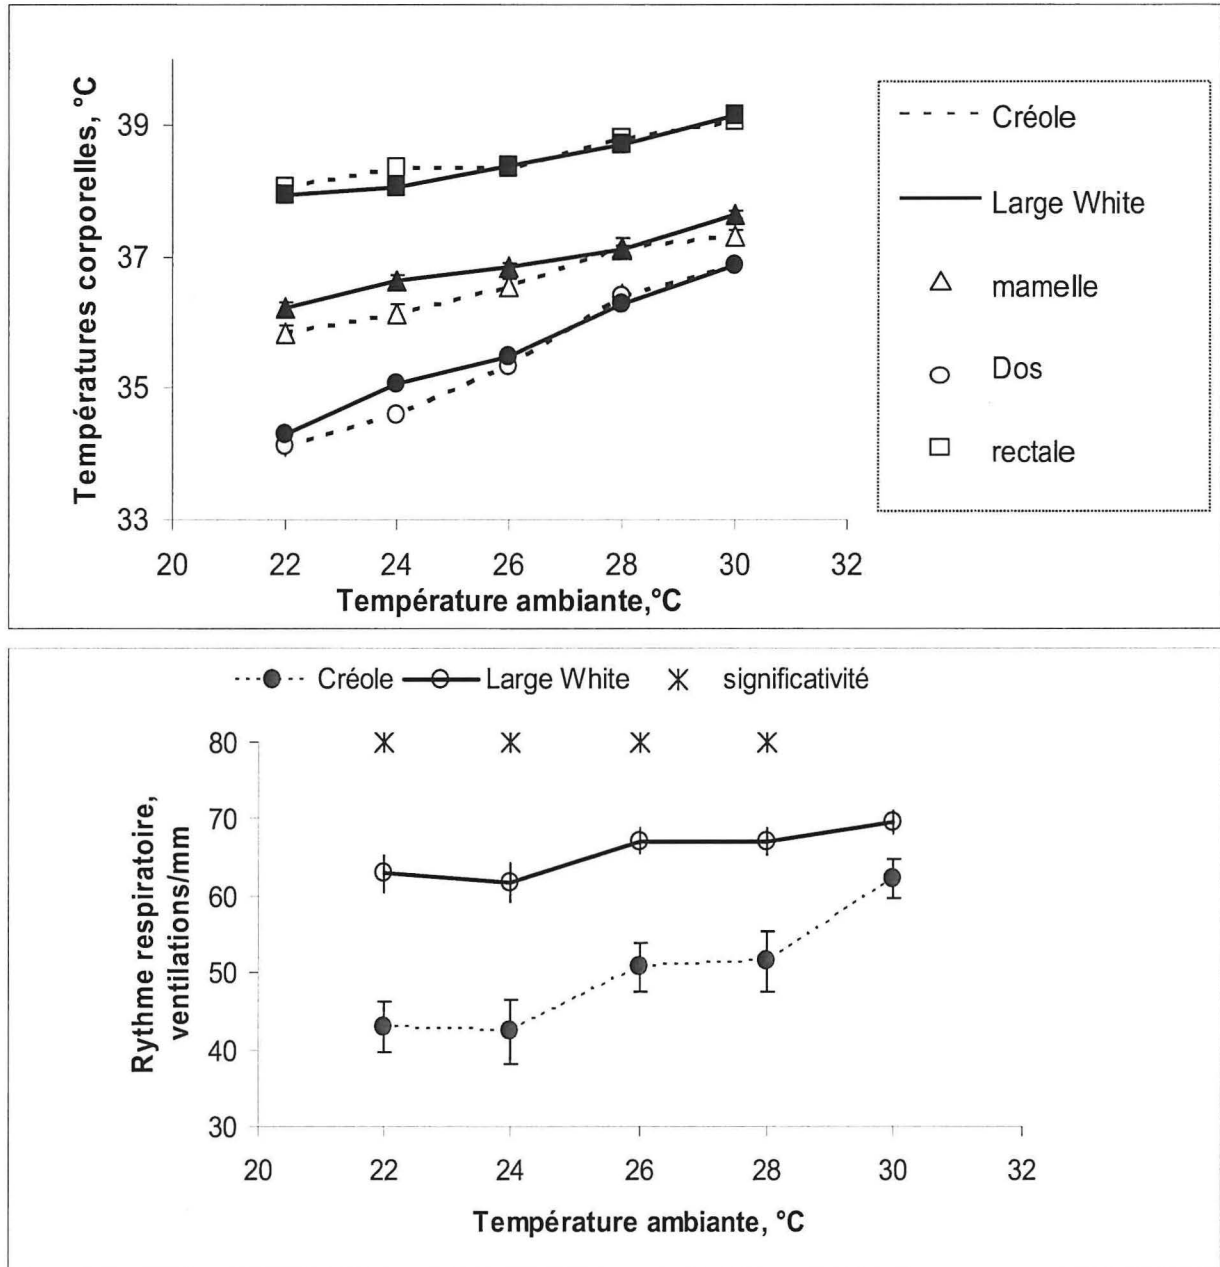 Températures corporelles, °C
39
37
35
33
20 22 24 26 28 30 32
Température ambiante,°C
Créole
Large White
mamelle
Dos
rectale
Créole Large White significativité
Rythme respiratoire,
ventilations/mm
80
70
60
50
40
30
20 22 24 26 28 30 32
Température ambiante, °C